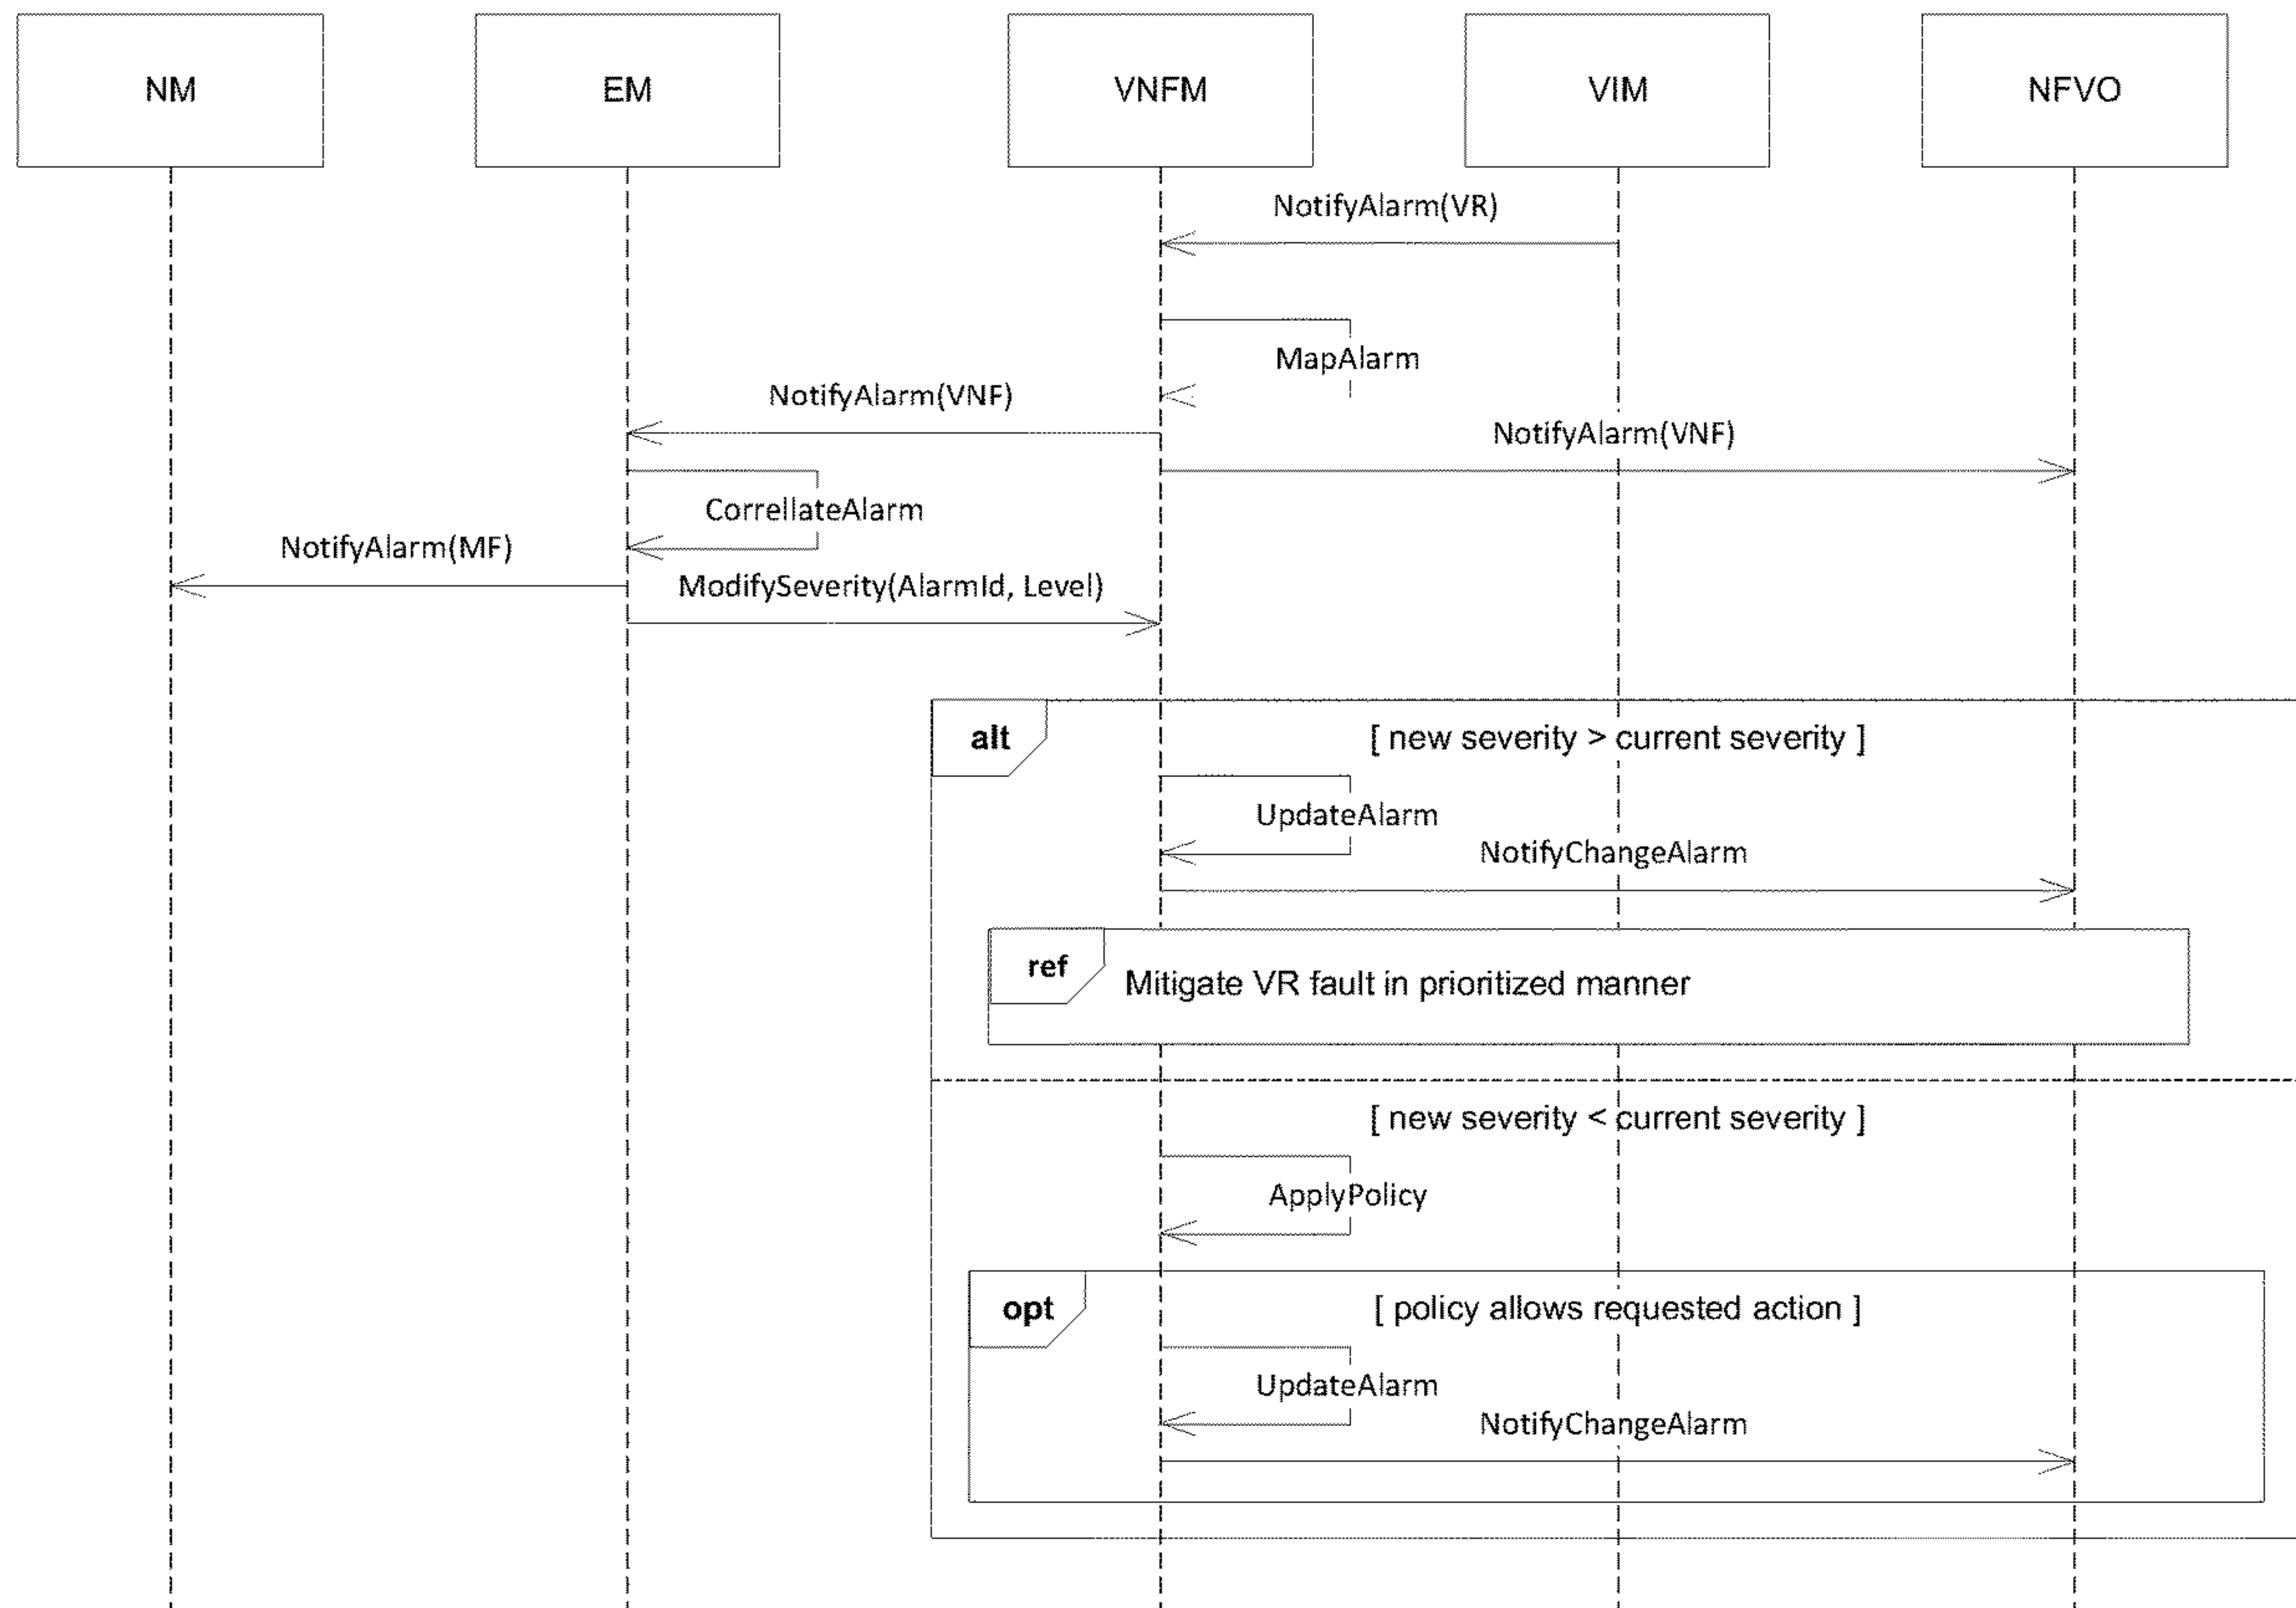 NM
EM
VNFM
VIM
NFVO
NotifyAlarm(VR)
MapAlarm
NotifyAlarm(VNF)
NotifyAlarm(VNF)
CorrellateAlarm
NotifyAlarm(MF)
ModifySeverity(AlarmId, Level)
alt
[ new severity > current severity ]
UpdateAlarm
NotifyChangeAlarm
ref
Mitigate VR fault in prioritized manner
[ new severity < current severity ]
ApplyPolicy
opt
[ policy allows requested action ]
UpdateAlarm
NotifyChangeAlarm